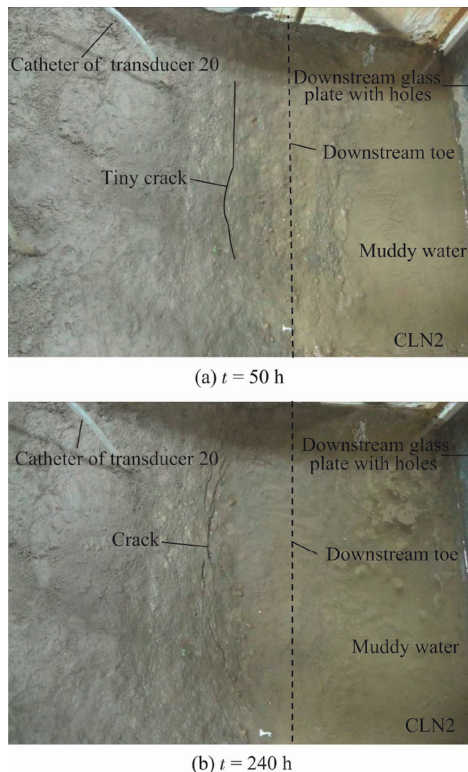 Catheter of transducer 20
Downstream glass
plate with holes
Downstream toe
Tiny crack
Muddy water
CLN2
(a) t = 50 h
Catheter of transducer 20
Downstream glass
plate with holes
Crack
Downstream toe
Muddy water
CLN2
(b) t = 240 h